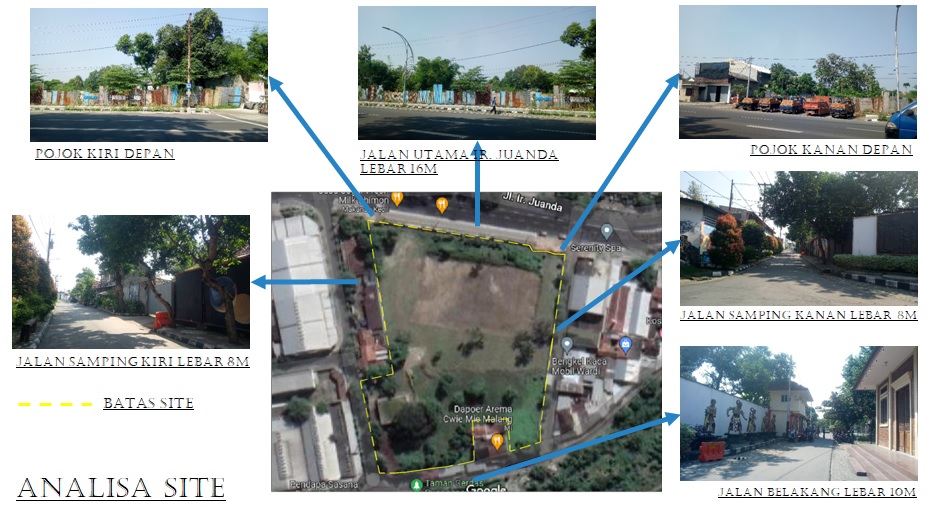 POJOK KIRI DEPAN
JALAN UTAMA IR. JUANDA
LEBAR 16M
POJOK KANAN DEPAN
JALAN SAMPING KIRI LEBAR 8M
BATAS SITE
ANALISA SITE
JALAN SAMPING KANAN LEBAR 8M
JALAN BELAKANG LEBAR 10M
Jl. Ir. Juanda
Serenity Spa
Bengkel Kaca
Mobil Wardi
Dapoer Arema
Cwie Mie Malang
Taman Cerdas
Google